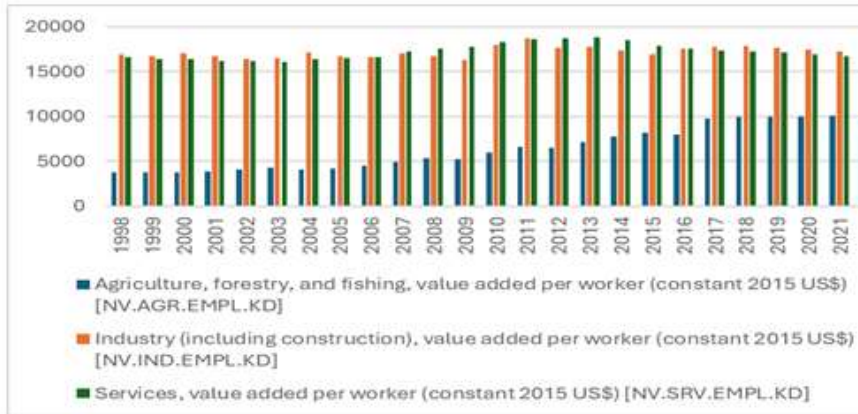 20000
15000
10000
5000
0
1998 1999 2000 2001 2002 2003 2004 2005 2006 2007 2008 2009 2010 2011 2012 2013 2014 2015 2016 2017 2018 2019 2020 2021
Agriculture, forestry, and fishing, value added per worker (constant 2015 US$)
[NV.AGR.EMPL.KD]
Industry (including construction), value added per worker (constant 2015 US$)
[NV.IND.EMPL.KD]
Services, value added per worker (constant 2015 US$) [NV.SRV.EMPL.KD]